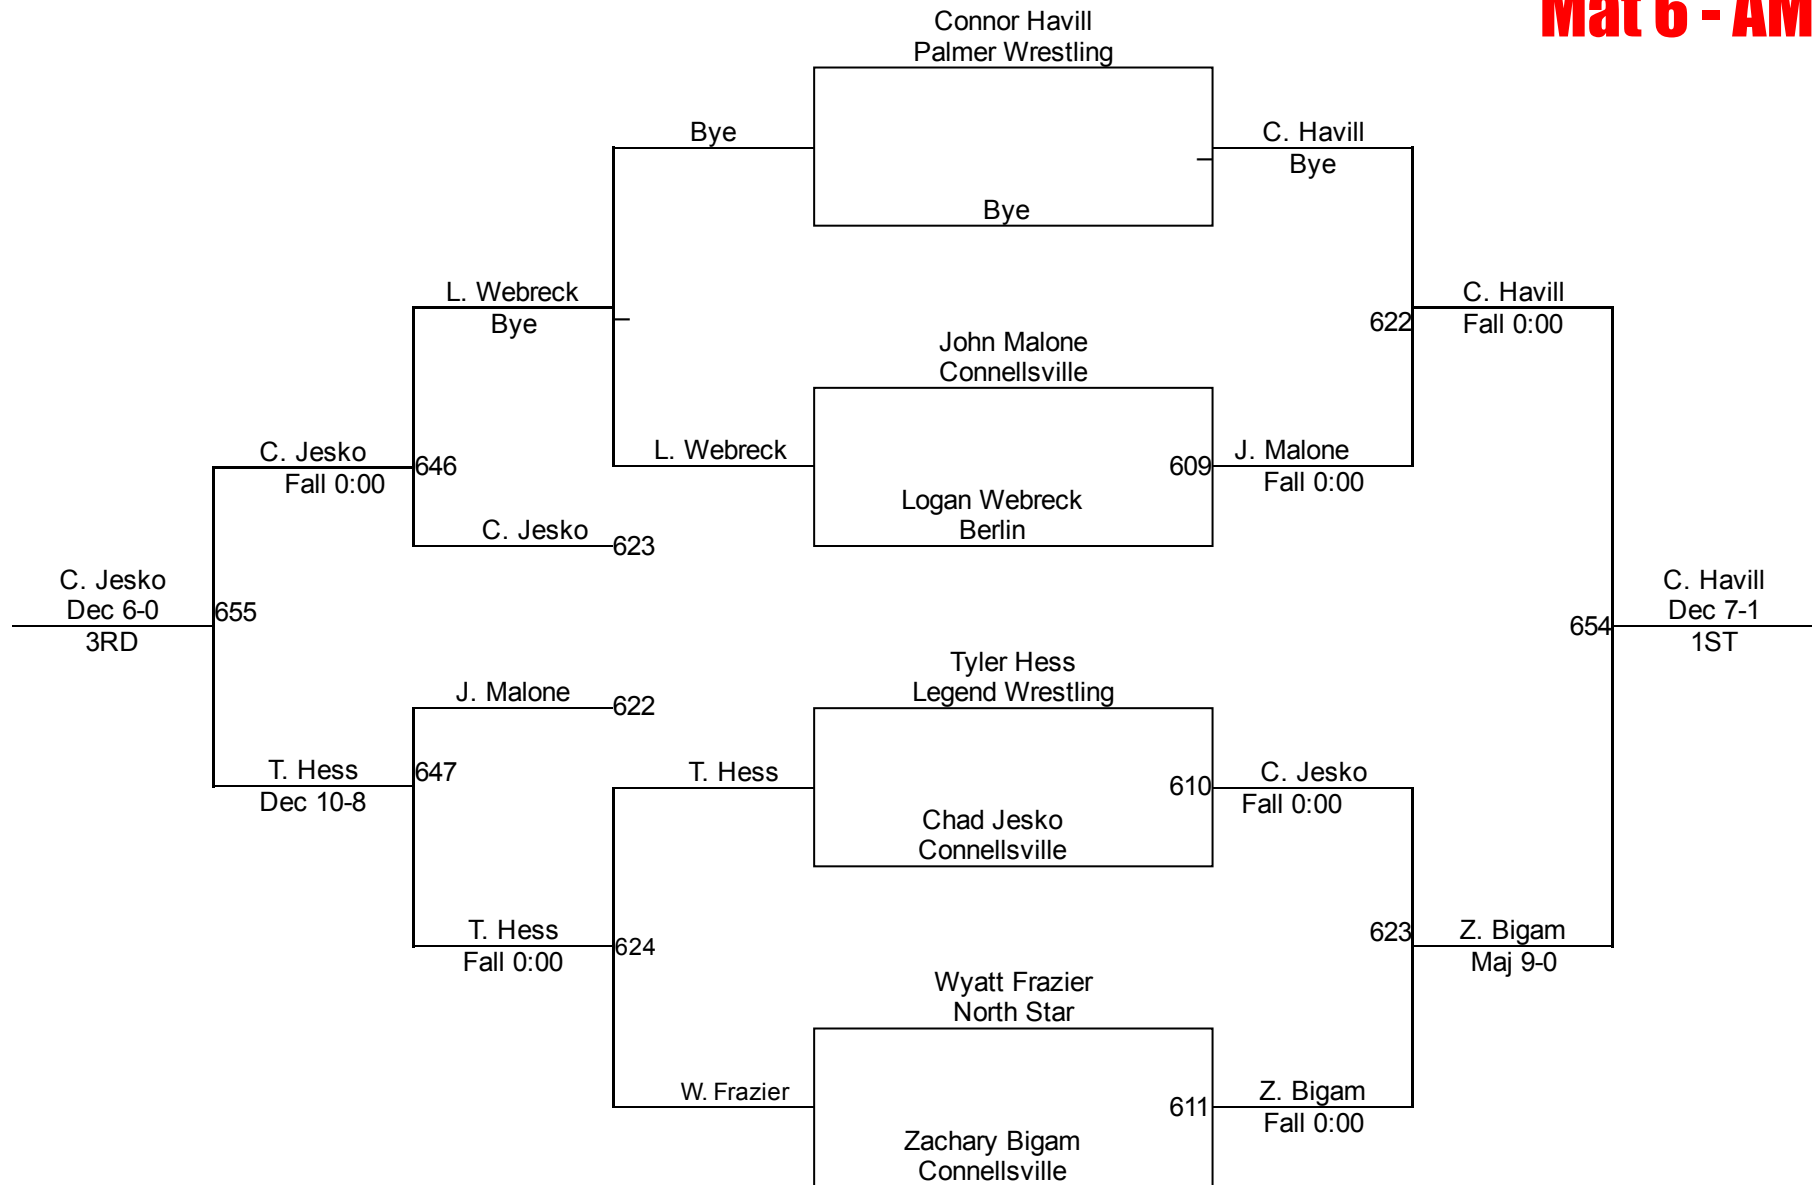 Mat 6 - AM
Connor Havill
Palmer Wrestling
Bye
C. Havill
Bye
Bye
L. Webreck
Bye
C. Havill
Fall 0:00
622
John Malone
Connellsville
C. Jesko
Fall 0:00
646
L. Webreck
609
J. Malone
Fall 0:00
Logan Webreck
Berlin
C. Jesko
623
C. Jesko
Dec 6-0
3RD
655
C. Havill
Dec 7-1
1ST
654
Tyler Hess
Legend Wrestling
J. Malone
622
T. Hess
Dec 10-8
647
T. Hess
610
C. Jesko
Fall 0:00
Chad Jesko
Connellsville
T. Hess
Fall 0:00
624
623
Z. Bigam
Maj 9-0
Wyatt Frazier
North Star
W. Frazier
611
Z. Bigam
Fall 0:00
Zachary Bigam
Connellsville